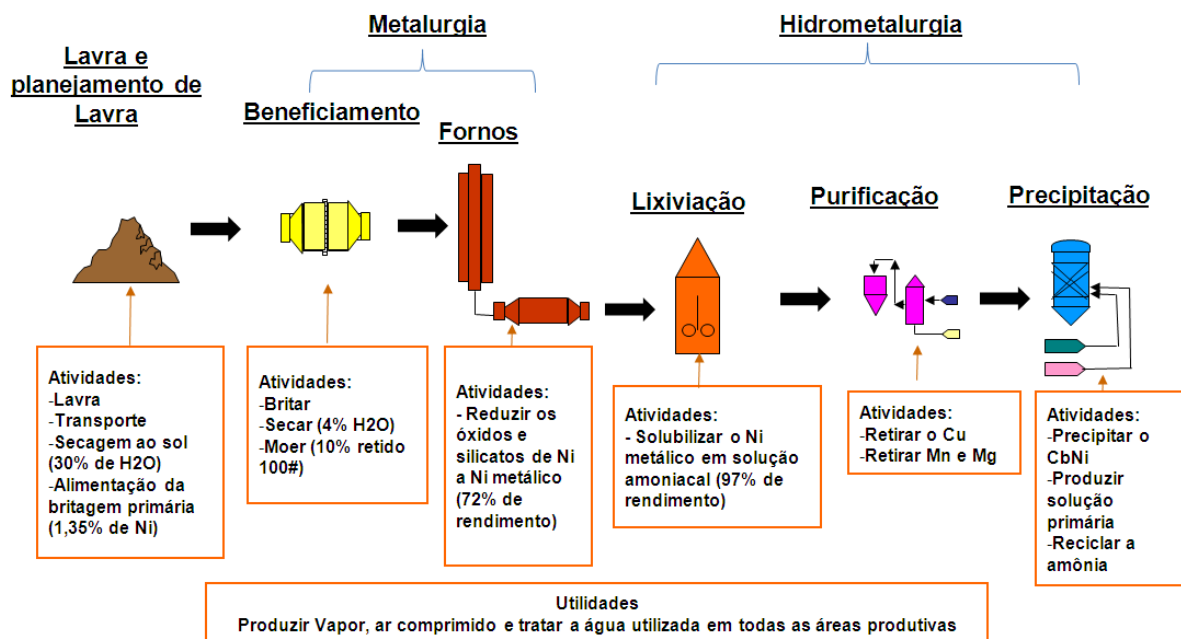 Metalurgia
Hidrometalurgia
Lavra e
planejamento de
Lavra
Beneficiamento
Fornos
Lixiviação
Purificação
Precipitação
Atividades:
-Lavra
-Transporte
-Secagem ao sol
(30% de H2O)
-Alimentação da
britagem primária
(1,35% de Ni)
Atividades:
-Britar
-Secar (4% H2O)
-Moer (10% retido
100#)
Atividades:
- Reduzir os
óxidos e
silicatos de Ni
a Ni metálico
(72% de
rendimento)
Atividades:
- Solubilizar o Ni
metálico em solução
amoniacal (97% de
rendimento)
Atividades:
- Retirar o Cu
- Retirar Mn e Mg
Atividades:
-Precipitar o
CbNi
-Produzir
solução
primária
-Reciclar a
amônia
Utilidades
Produzir Vapor, ar comprimido e tratar a água utilizada em todas as áreas produtivas